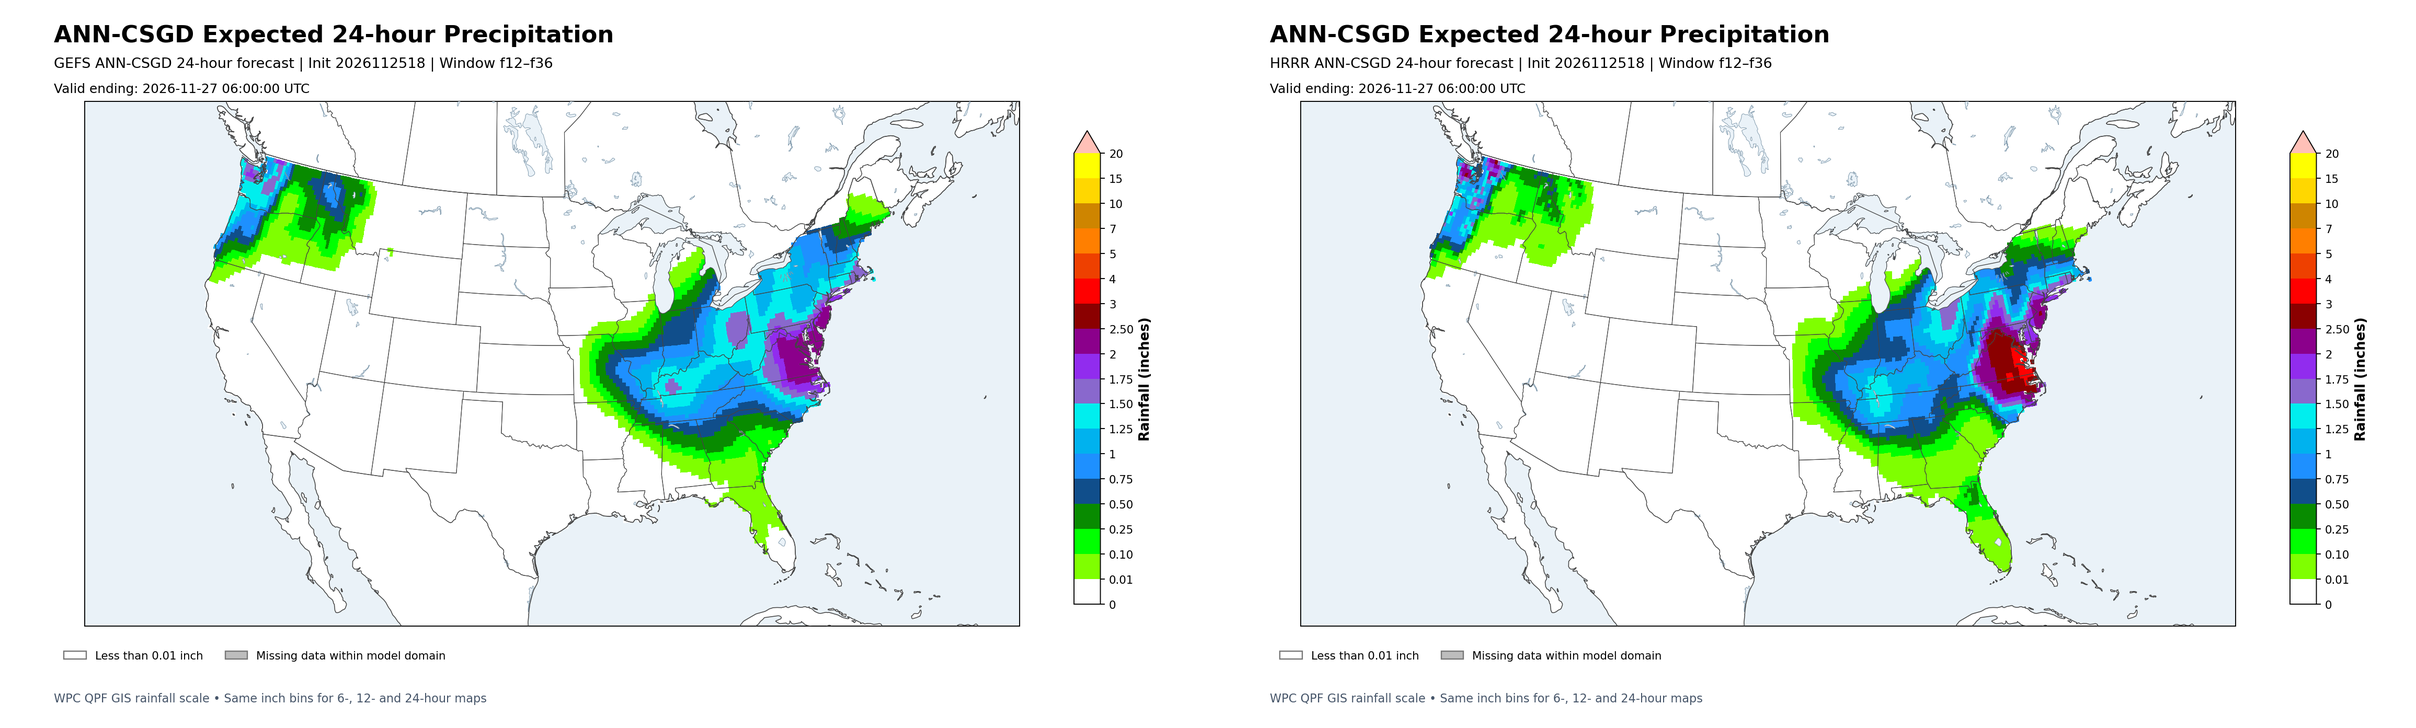 ANN-CSGD Expected 24-hour Precipitation
GEFS ANN-CSGD 24-hour forecast | Init 2026112518 | Window f12–f36
Valid ending: 2026-11-27 06:00:00 UTC
20
15
10
7
5
4
3
2.50
2
1.75
1.50
1.25
1
0.75
0.50
0.25
0.10
0.01
0
Rainfall (inches)
Less than 0.01 inch
Missing data within model domain
WPC QPF GIS rainfall scale • Same inch bins for 6-, 12- and 24-hour maps
ANN-CSGD Expected 24-hour Precipitation
HRRR ANN-CSGD 24-hour forecast | Init 2026112518 | Window f12–f36
Valid ending: 2026-11-27 06:00:00 UTC
20
15
10
7
5
4
3
2.50
2
1.75
1.50
1.25
1
0.75
0.50
0.25
0.10
0.01
0
Rainfall (inches)
Less than 0.01 inch
Missing data within model domain
WPC QPF GIS rainfall scale • Same inch bins for 6-, 12- and 24-hour maps